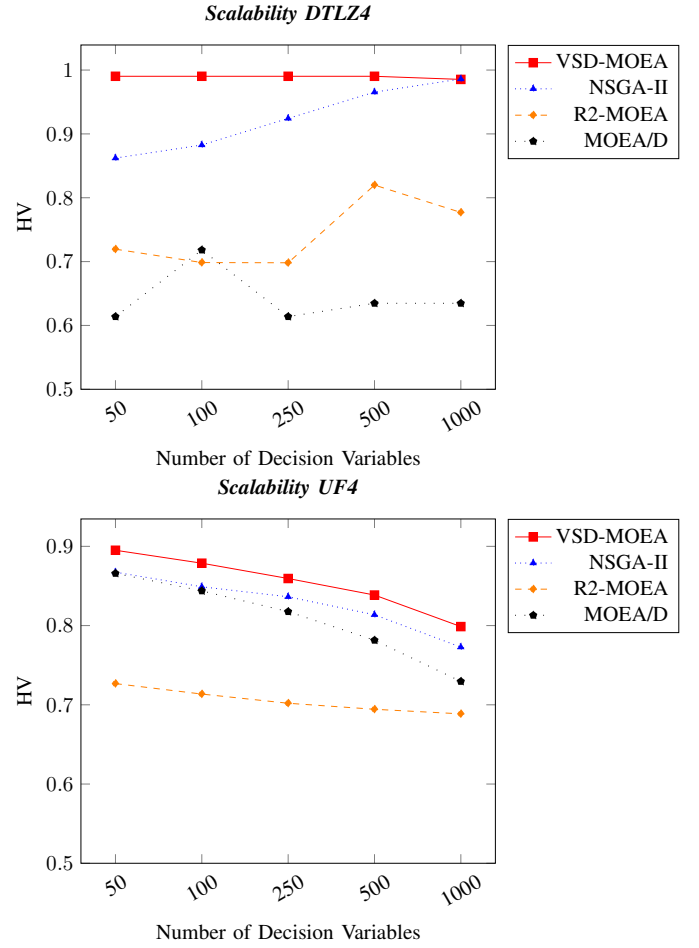 Scalability DTLZ4
1
0.9
0.8
0.7
0.6
0.5
HV
50
100
250
500
1000
Number of Decision Variables
VSD-MOEA
NSGA-II
R2-MOEA
MOEA/D
Scalability UF4
0.9
0.8
0.7
0.6
0.5
HV
50
100
250
500
1000
Number of Decision Variables
VSD-MOEA
NSGA-II
R2-MOEA
MOEA/D